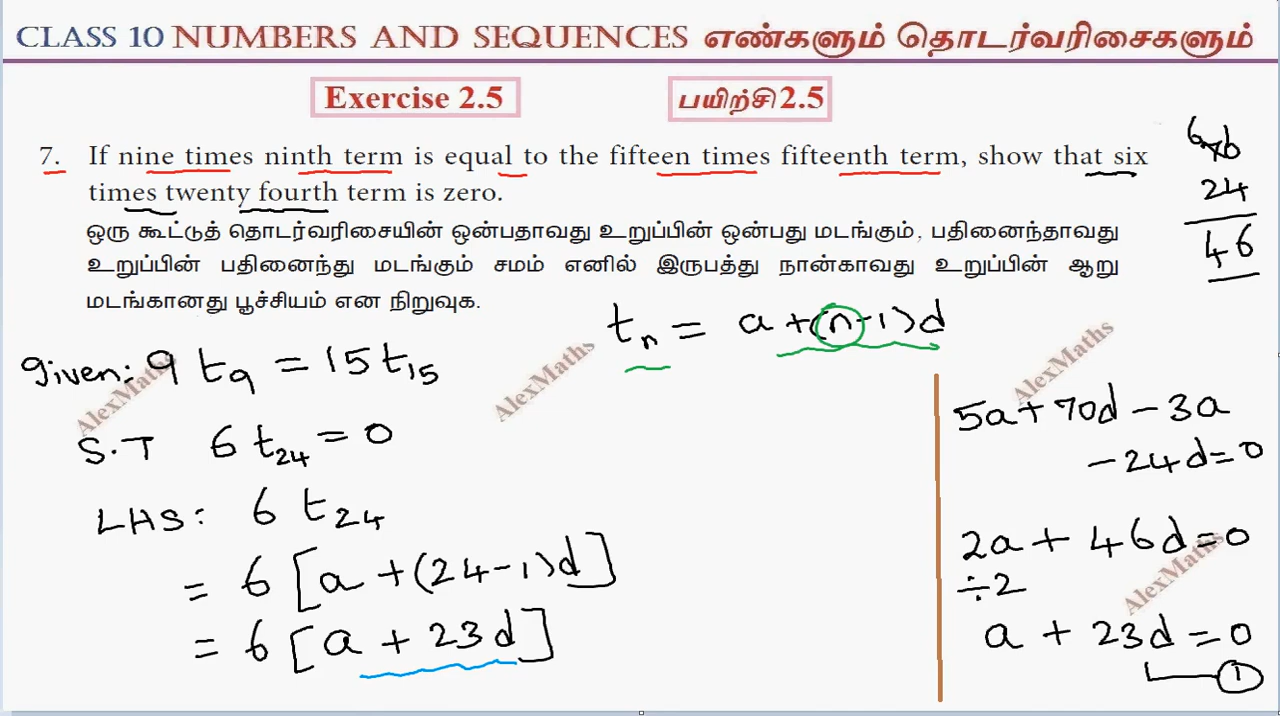 CLASS 10 NUMBERS AND SEQUENCES எண்களும் தொடர்வரிசைகளும்
Exercise 2.5
பயிற்சி 2.5
7. If nine times ninth term is equal to the fifteen times fifteenth term, show that six
times twenty fourth term is zero.
ஒரு கூட்டுத் தொடர்வரிசையின் ஒன்பதாவது உறுப்பின் ஒன்பது மடங்கும், பதினைந்தாவது
உறுப்பின் பதினைந்து மடங்கும் சமம் எனில் இருபத்து நான்காவது உறுப்பின் ஆறு
மடங்கானது பூச்சியம் என நிறுவுக.
24
46
tn = a + (n-1)d
Given: 9 t9 = 15 t15
S.T 6 t24 = 0
LHS: 6 t24
= 6 [a + (24-1)d]
= 6 [a + 23d]
5a + 70d - 3a
- 24d = 0
2a + 46d = 0
÷2
a + 23d = 0
1
AlexMaths
AlexMaths
AlexMaths
AlexMaths